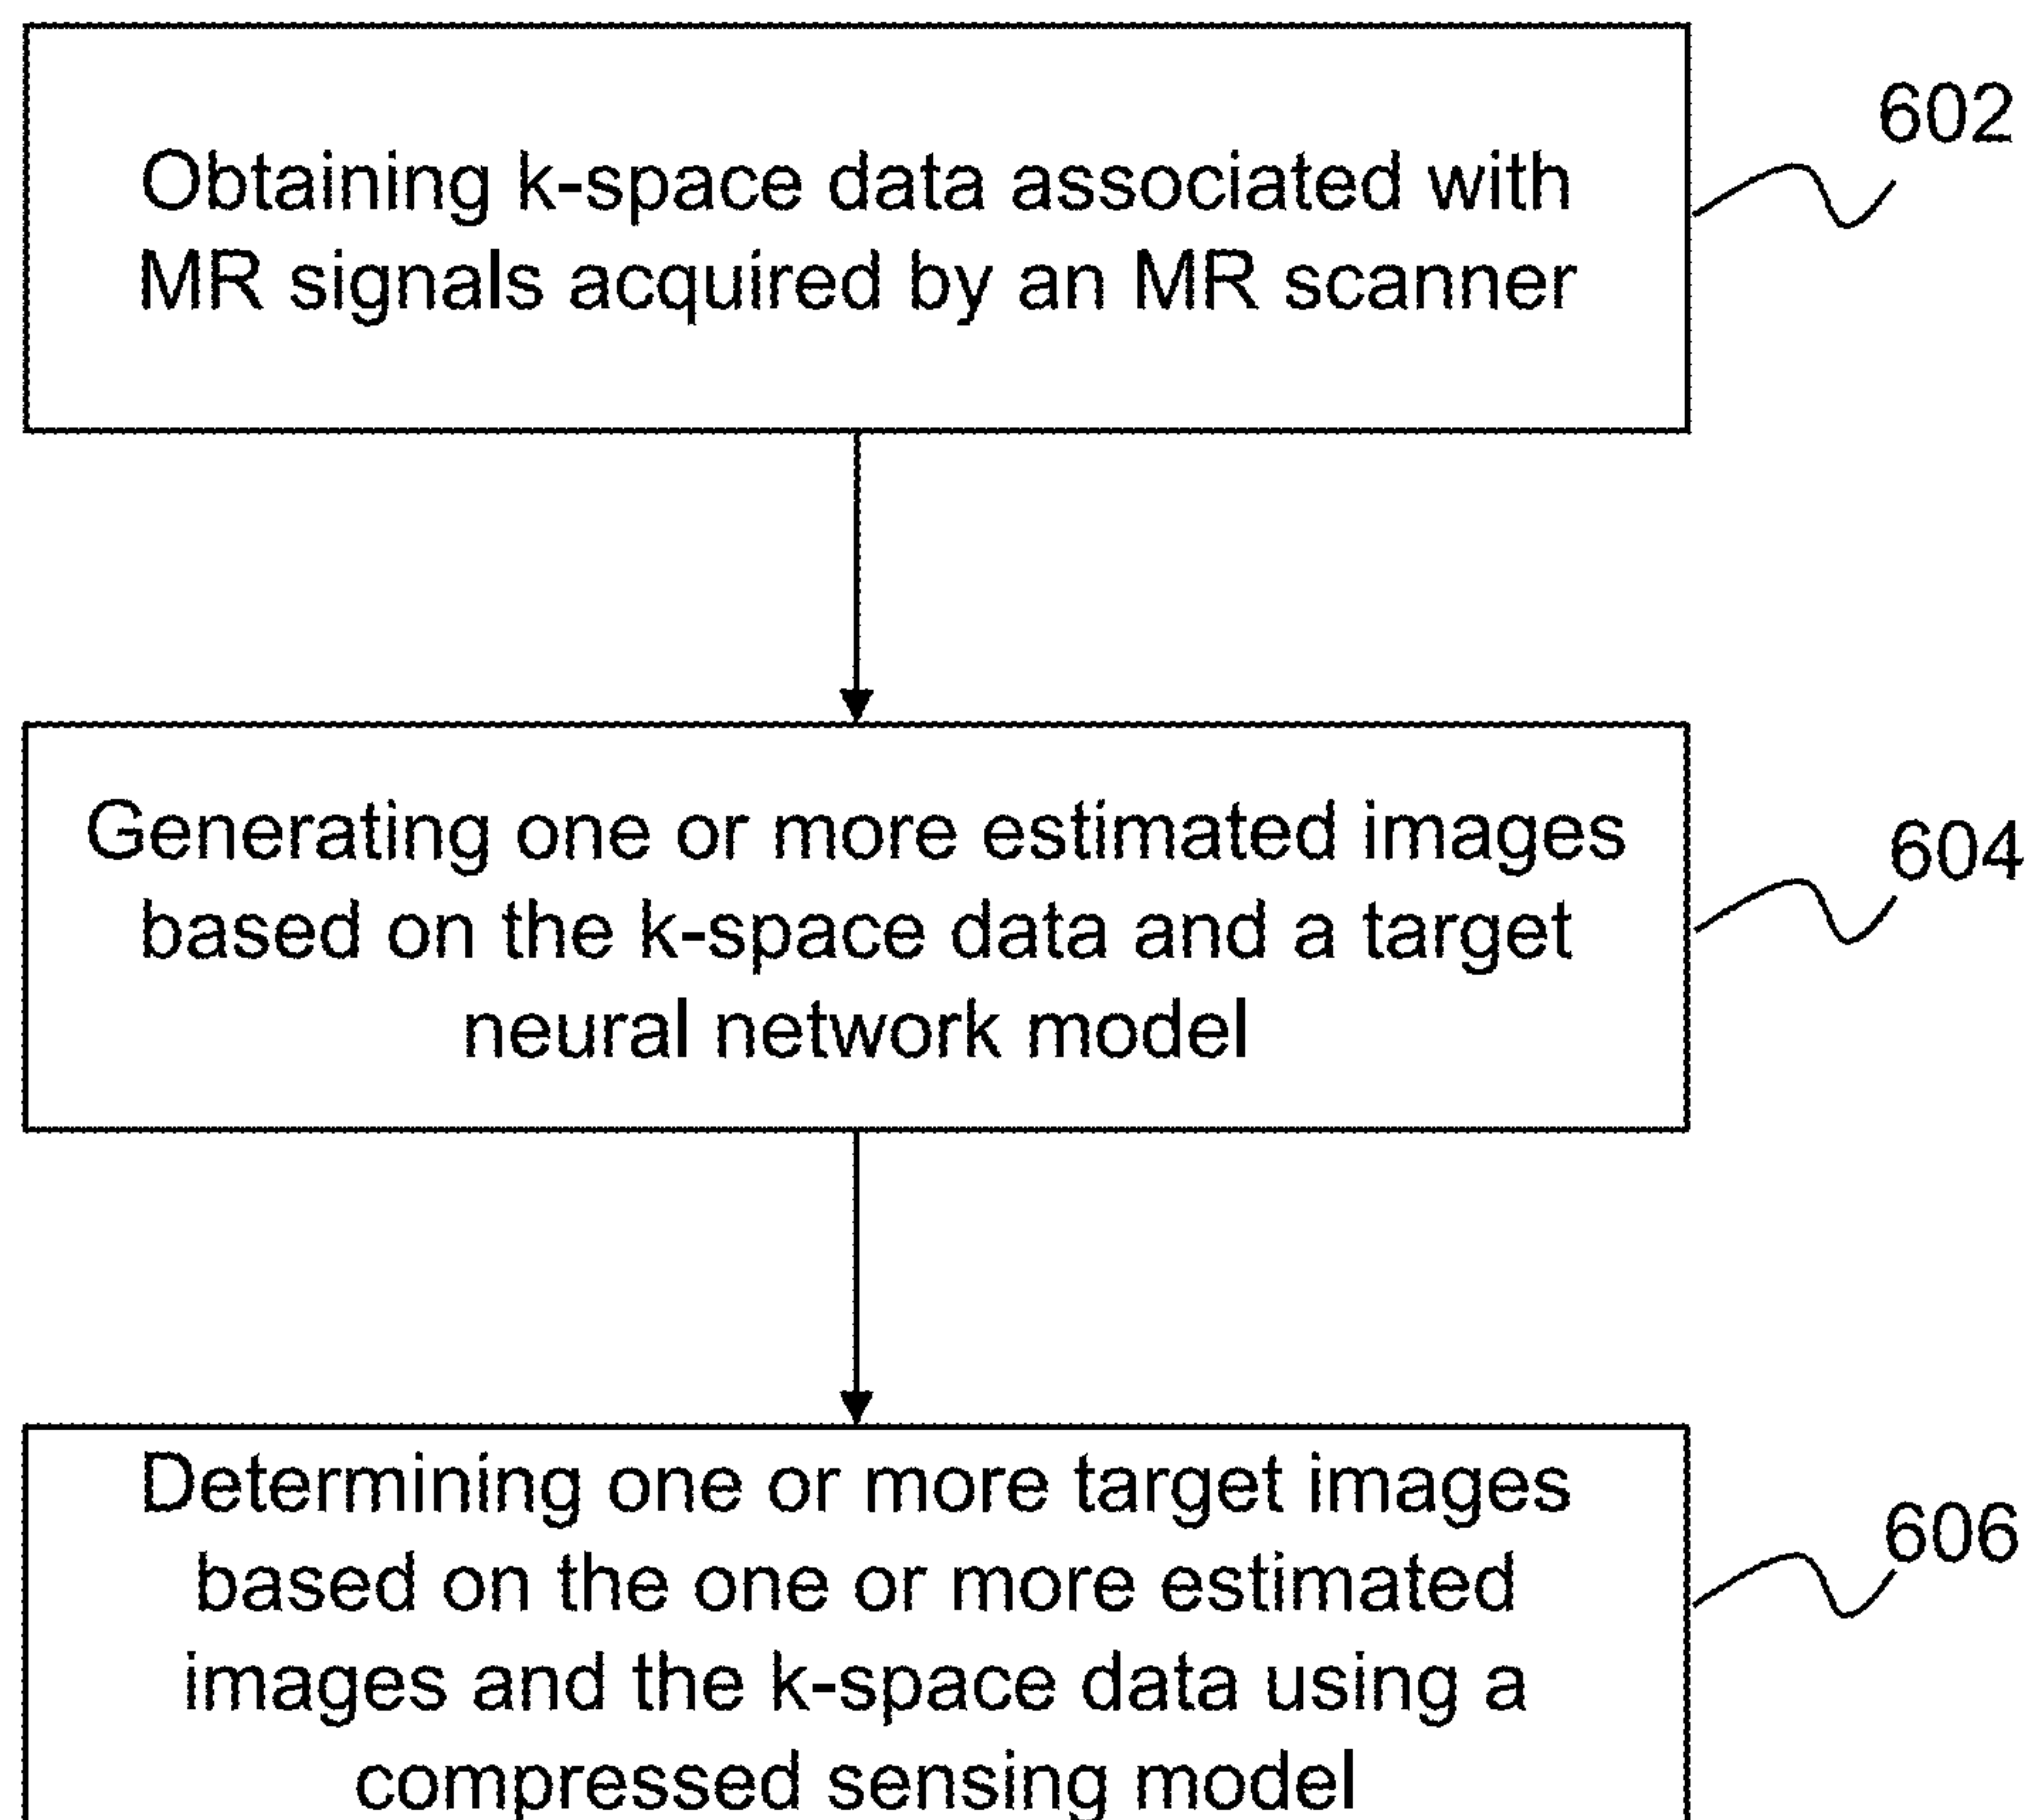 Obtaining k-space data associated with
MR signals acquired by an MR scanner
602
Generating one or more estimated images
based on the k-space data and a target
neural network model
604
Determining one or more target images
based on the one or more estimated
images and the k-space data using a
compressed sensing model
606